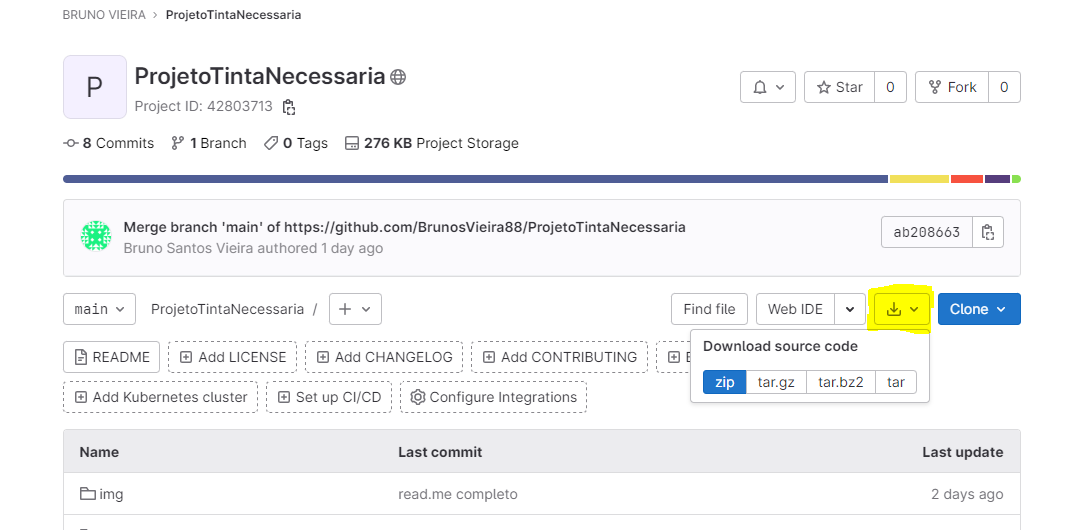 BRUNO VIEIRA › ProjetoTintaNecessaria
P
ProjetoTintaNecessaria
Project ID: 42803713
Star 0 Fork 0
8 Commits 1 Branch 0 Tags 276 KB Project Storage
Merge branch 'main' of https://github.com/BrunosVieira88/ProjetoTintaNecessaria
Bruno Santos Vieira authored 1 day ago
ab208663
main ProjetoTintaNecessaria / + Find file Web IDE Clone
Download source code
zip tar.gz tar.bz2 tar
README Add LICENSE Add CHANGELOG Add CONTRIBUTING
Add Kubernetes cluster Set up CI/CD Configure Integrations
Name Last commit Last update
img read.me completo 2 days ago